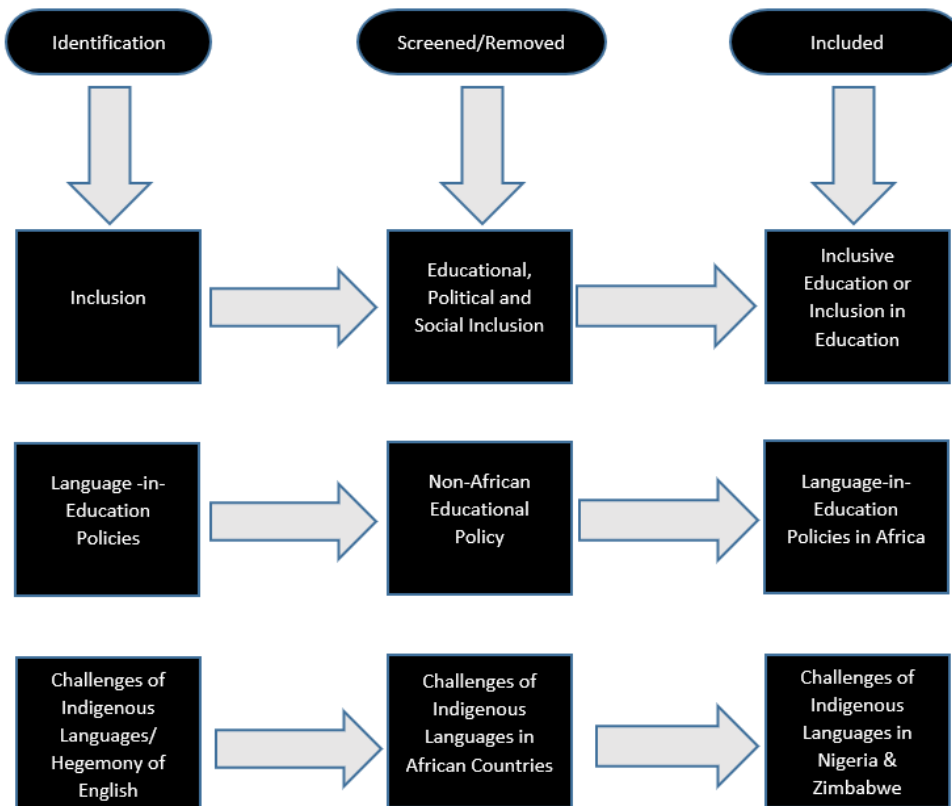 Identification
Screened/Removed
Included
Inclusion
Educational,
Political and
Social Inclusion
Inclusive
Education or
Inclusion in
Education
Language -in-
Education
Policies
Non-African
Educational
Policy
Language-in-
Education
Policies in Africa
Challenges of
Indigenous
Languages/
Hegemony of
English
Challenges of
Indigenous
Languages in
African Countries
Challenges of
Indigenous
Languages in
Nigeria &
Zimbabwe